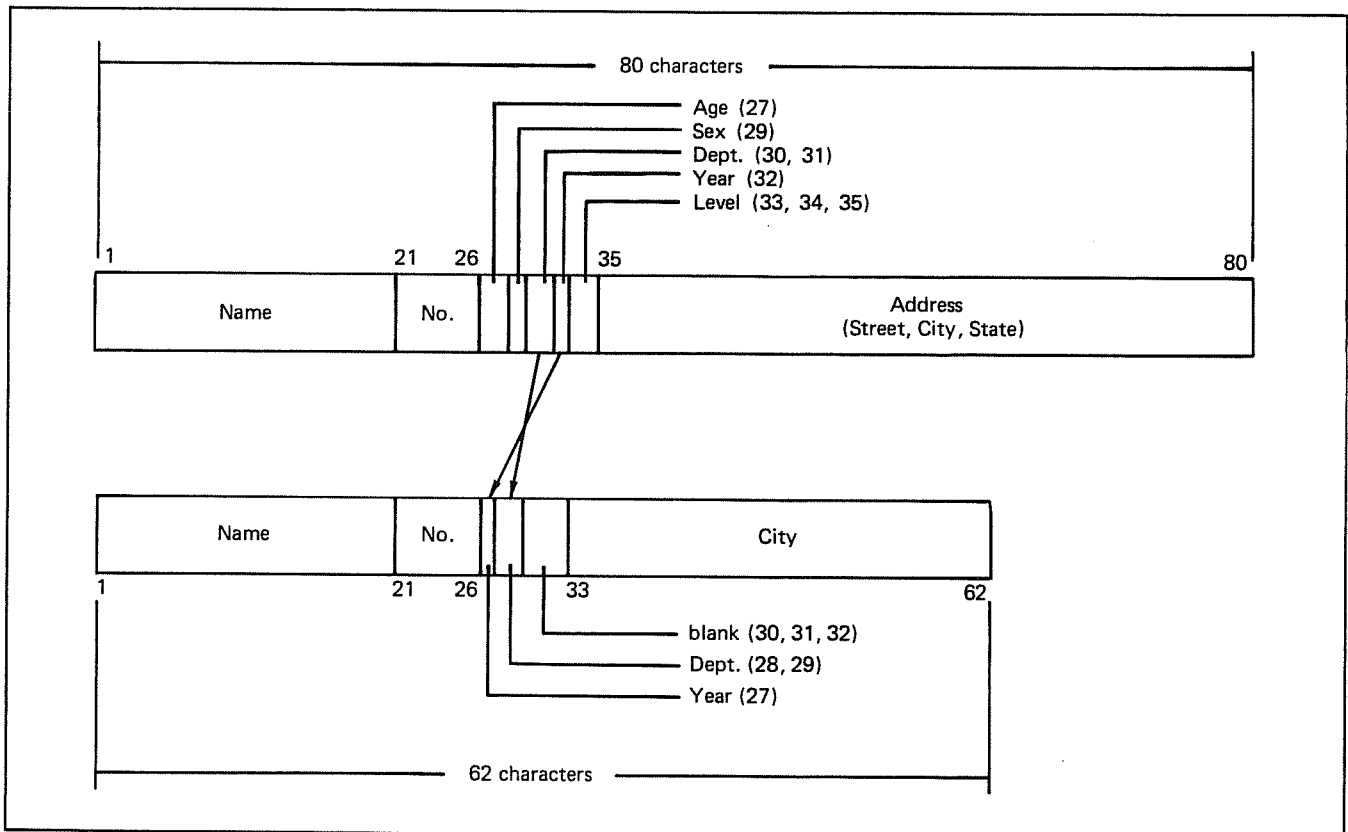 80 characters
Age (27)
Sex (29)
Dept. (30, 31)
Year (32)
Level (33, 34, 35)
1 21 26 35 80
Name No. Address
(Street, City, State)
Name No. City
1 21 26 33 62
blank (30, 31, 32)
Dept. (28, 29)
Year (27)
62 characters